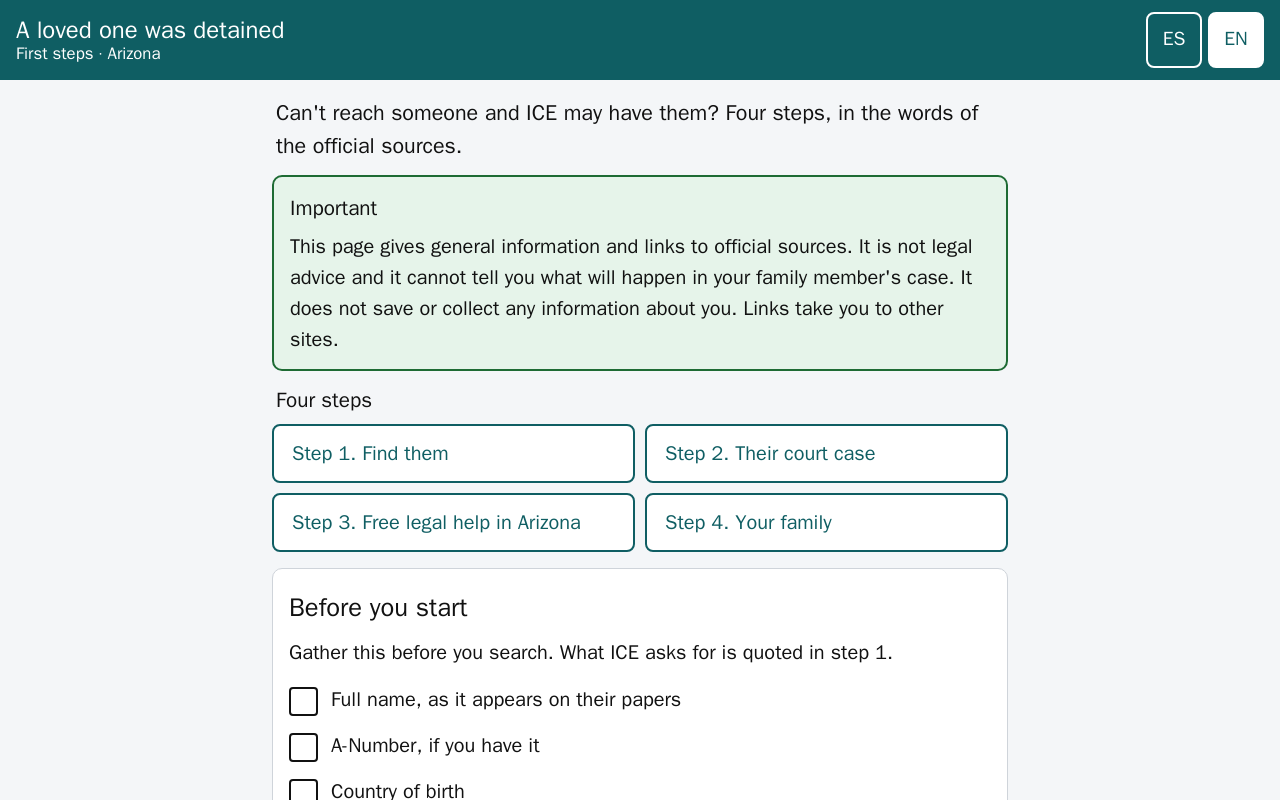 A loved one was detained
First steps · Arizona
ES
EN
Can't reach someone and ICE may have them? Four steps, in the words of
the official sources.
Important
This page gives general information and links to official sources. It is not legal
advice and it cannot tell you what will happen in your family member's case. It
does not save or collect any information about you. Links take you to other
sites.
Four steps
Step 1. Find them
Step 2. Their court case
Step 3. Free legal help in Arizona
Step 4. Your family
Before you start
Gather this before you search. What ICE asks for is quoted in step 1.
Full name, as it appears on their papers
A-Number, if you have it
Country of birth